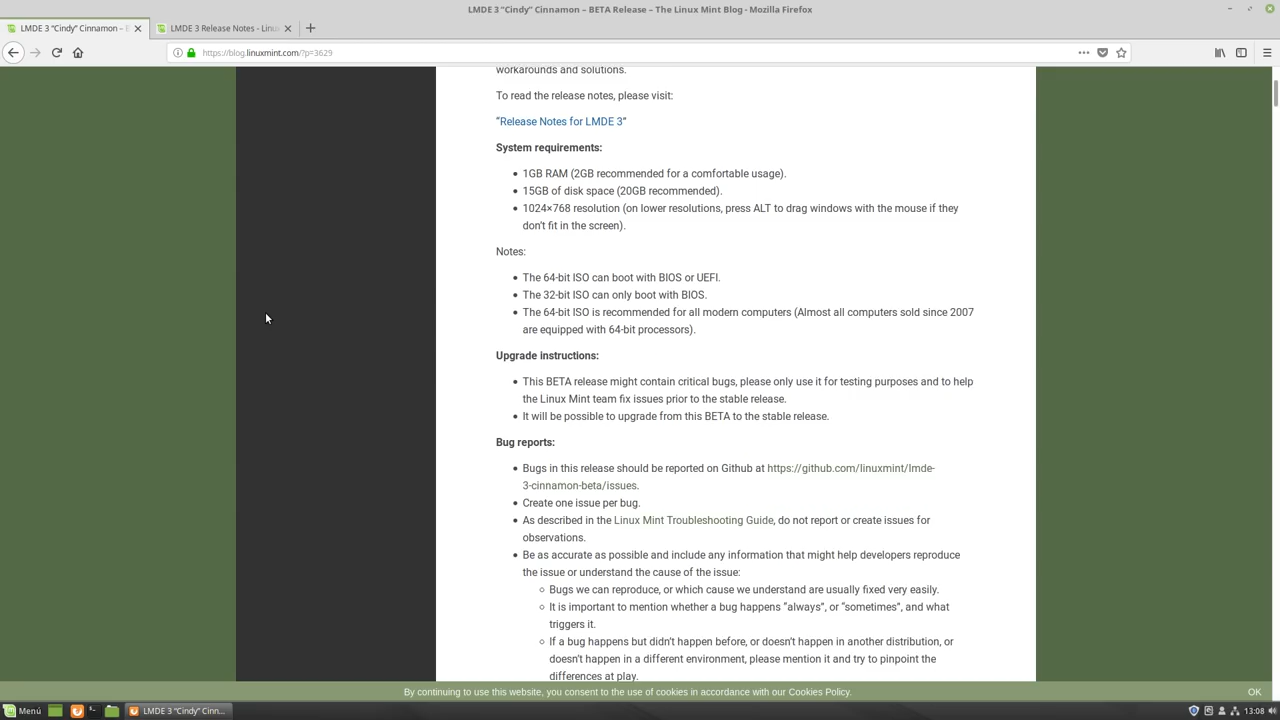 LMDE 3 “Cindy” Cinnamon – BETA Release – The Linux Mint Blog - Mozilla Firefox
LMDE 3 “Cindy” Cinnamon – B
LMDE 3 Release Notes - Linu
https://blog.linuxmint.com/?p=3629
workarounds and solutions.
To read the release notes, please visit:
“Release Notes for LMDE 3”
System requirements:
• 1GB RAM (2GB recommended for a comfortable usage).
• 15GB of disk space (20GB recommended).
• 1024×768 resolution (on lower resolutions, press ALT to drag windows with the mouse if they
don’t fit in the screen).
Notes:
• The 64-bit ISO can boot with BIOS or UEFI.
• The 32-bit ISO can only boot with BIOS.
• The 64-bit ISO is recommended for all modern computers (Almost all computers sold since 2007
are equipped with 64-bit processors).
Upgrade instructions:
• This BETA release might contain critical bugs, please only use it for testing purposes and to help
the Linux Mint team fix issues prior to the stable release.
• It will be possible to upgrade from this BETA to the stable release.
Bug reports:
• Bugs in this release should be reported on Github at https://github.com/linuxmint/lmde-
3-cinnamon-beta/issues.
• Create one issue per bug.
• As described in the Linux Mint Troubleshooting Guide, do not report or create issues for
observations.
• Be as accurate as possible and include any information that might help developers reproduce
the issue or understand the cause of the issue:
◦ Bugs we can reproduce, or which cause we understand are usually fixed very easily.
◦ It is important to mention whether a bug happens “always”, or “sometimes”, and what
triggers it.
◦ If a bug happens but didn’t happen before, or doesn’t happen in another distribution, or
doesn’t happen in a different environment, please mention it and try to pinpoint the
differences at play.
By continuing to use this website, you consent to the use of cookies in accordance with our Cookies Policy.
OK
Menú
LMDE 3 “Cindy” Cinn...
13:08